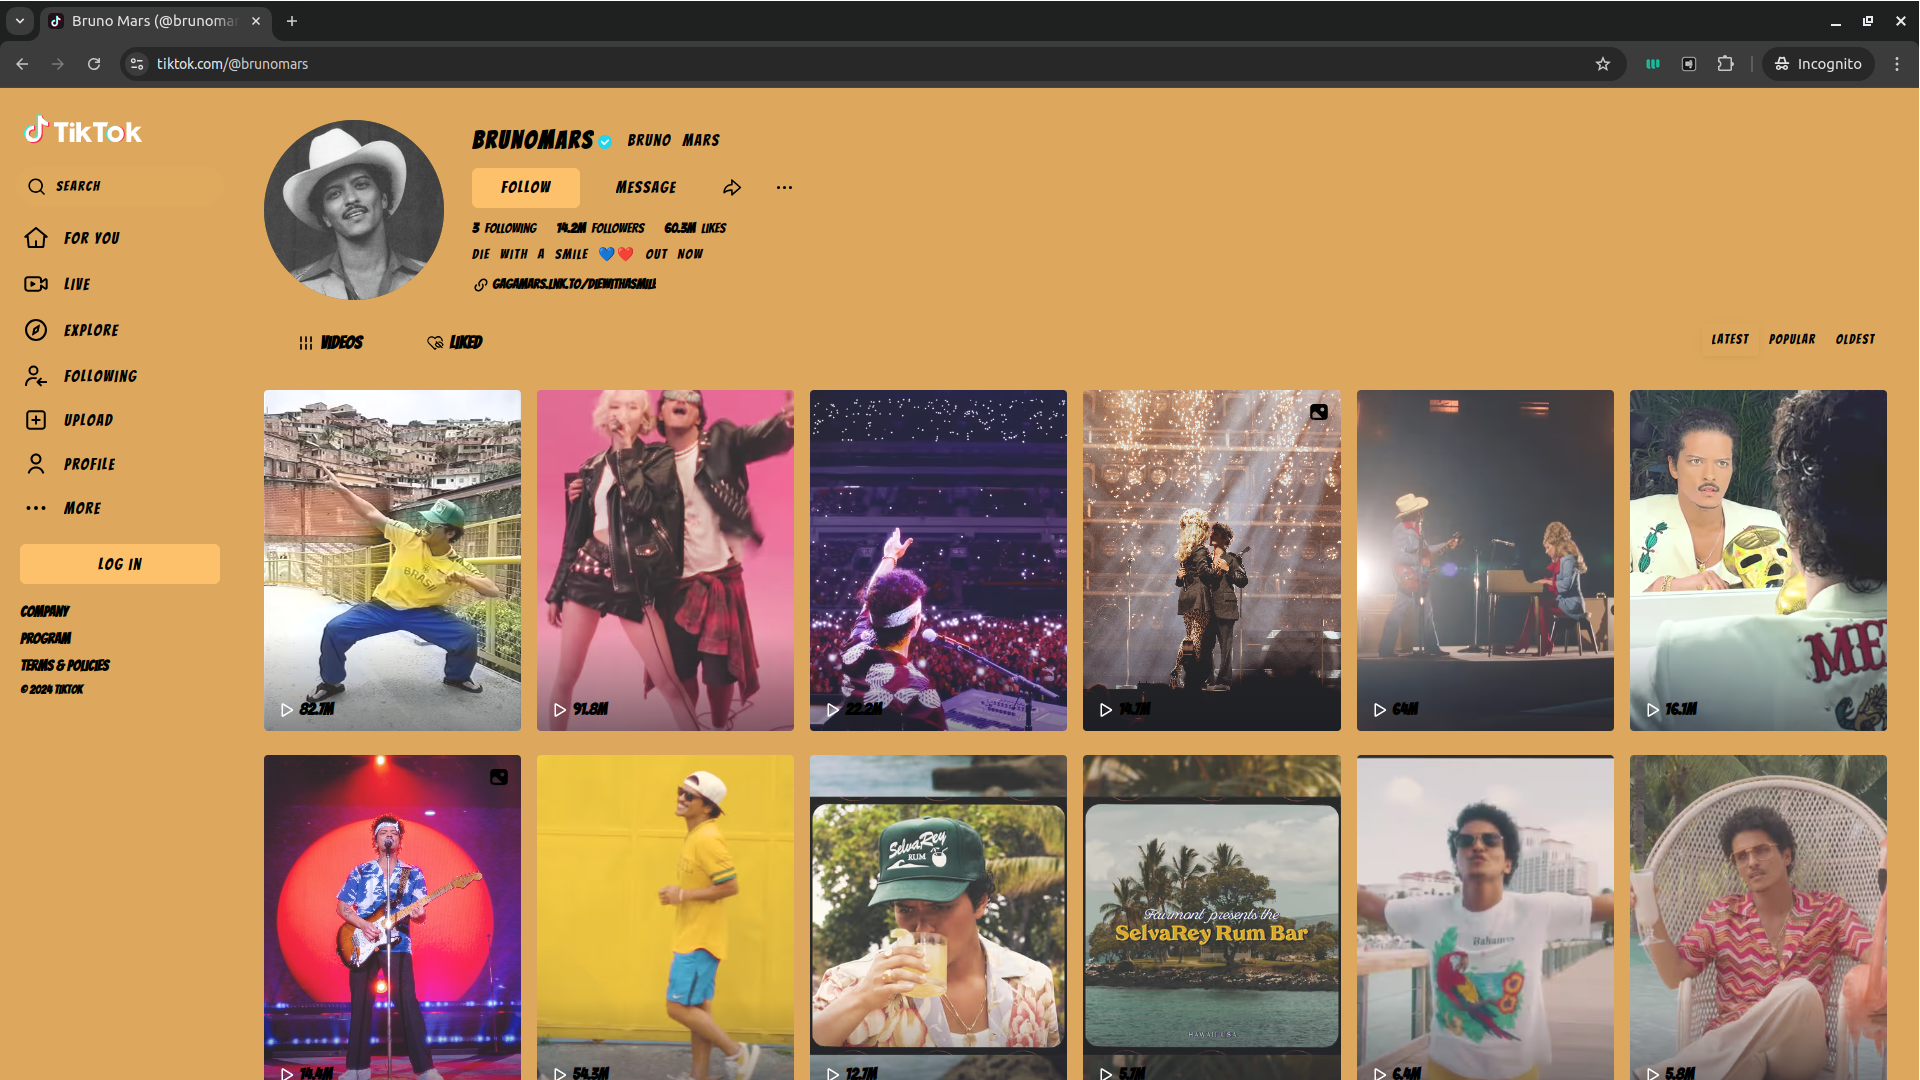 Bruno Mars (@brunomar
tiktok.com/@brunomars
Incognito
TikTok
SEARCH
FOR YOU
LIVE
EXPLORE
FOLLOWING
UPLOAD
PROFILE
MORE
LOG IN
COMPANY
PROGRAM
TERMS & POLICIES
© 2024 TIKTOK
BRUNOMARS BRUNO MARS
FOLLOW MESSAGE
3 FOLLOWING 14.2M FOLLOWERS 60.3M LIKES
DIE WITH A SMILE 💙❤️ OUT NOW
GAGAMARS.LNK.TO/DIEWITHASMILE
VIDEOS LIKED
LATEST POPULAR OLDEST
BRASIL
ME
82.7M 91.8M 22.2M 14.7M 64M 16.1M
SelvaRey
RUM
Fairmont presents the
SelvaRey Rum Bar
HAWAII USA
Bahamas
14.4M 54.3M 12.7M 5.7M 6.4M 5.8M